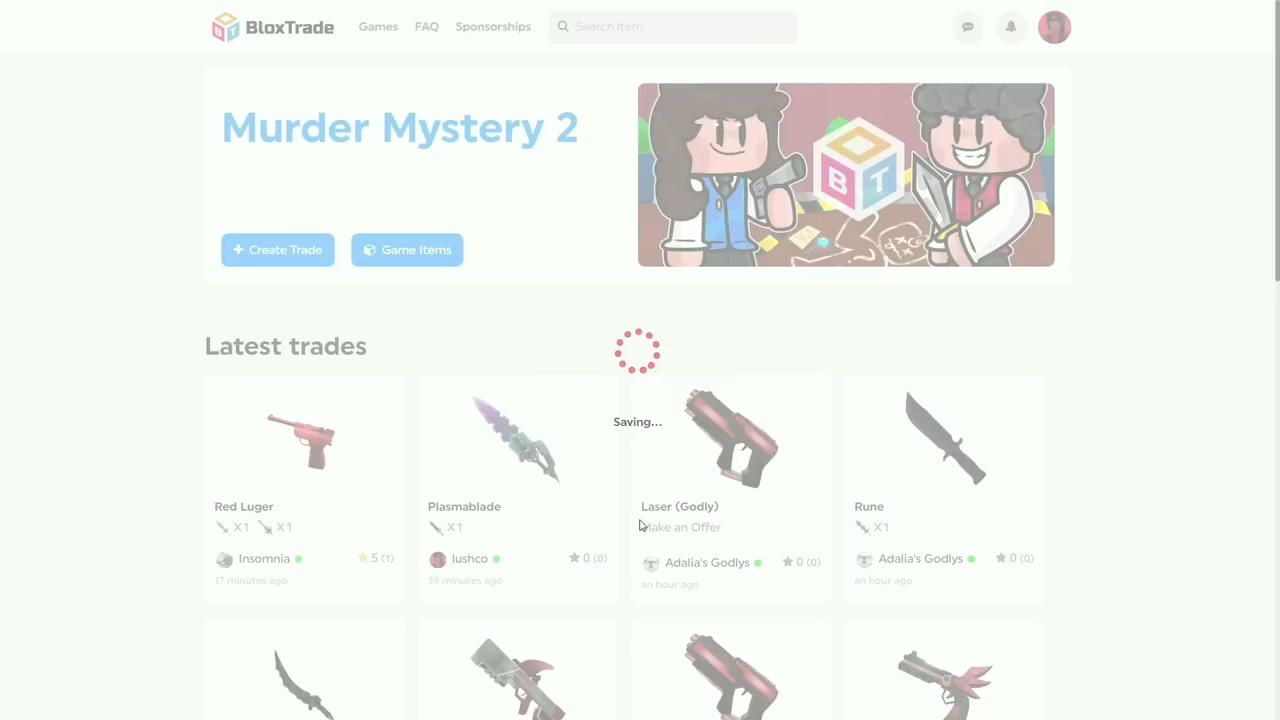 BloxTrade Games FAQ Sponsorships Search item
Murder Mystery 2
B T
Create Trade Game Items
Latest trades
Saving...
Red Luger
X1 X1
Insomnia 5 (1)
17 minutes ago
Plasmablade
X1
lushco 0 (0)
39 minutes ago
Laser (Godly)
Make an Offer
Adalia's Godlys 0 (0)
an hour ago
Rune
X1
Adalia's Godlys 0 (0)
an hour ago